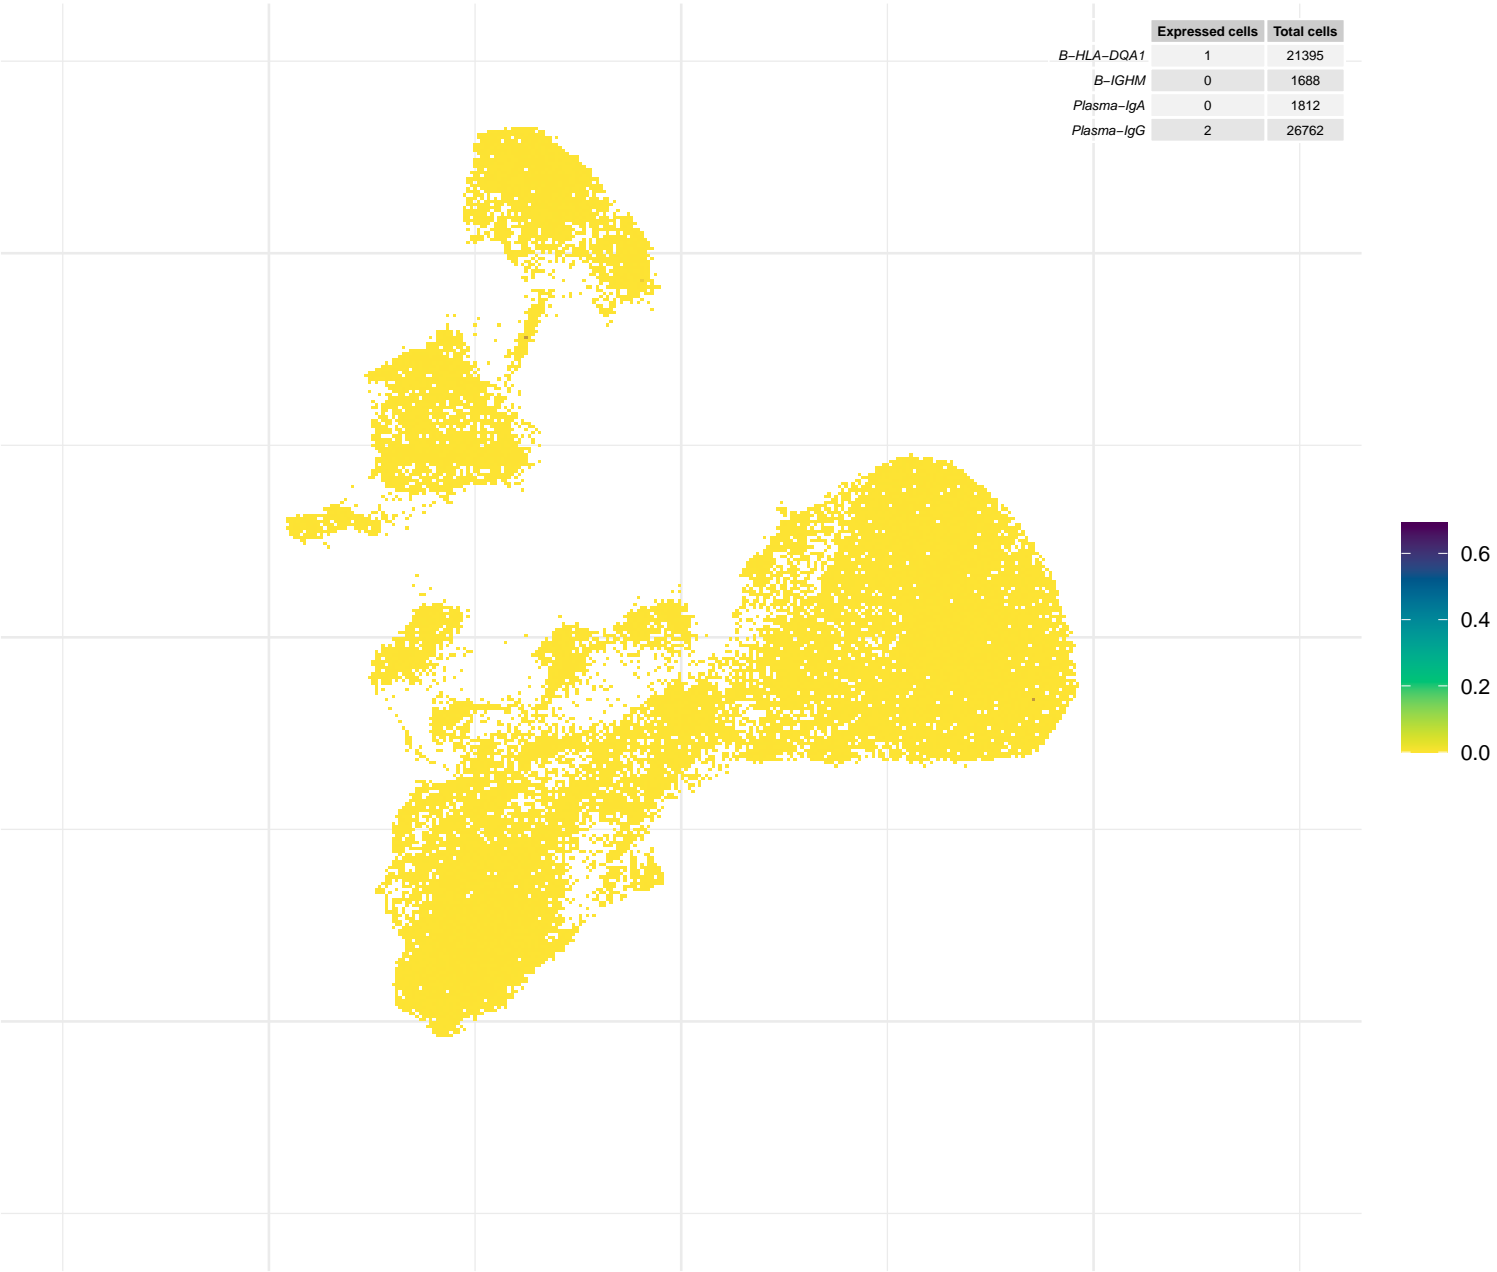 Expressed cells Total cells
B−HLA−DQA1 1 21395
B−IGHM 0 1688
Plasma−IgA 0 1812
Plasma−IgG 2 26762
0.6
0.4
0.2
0.0